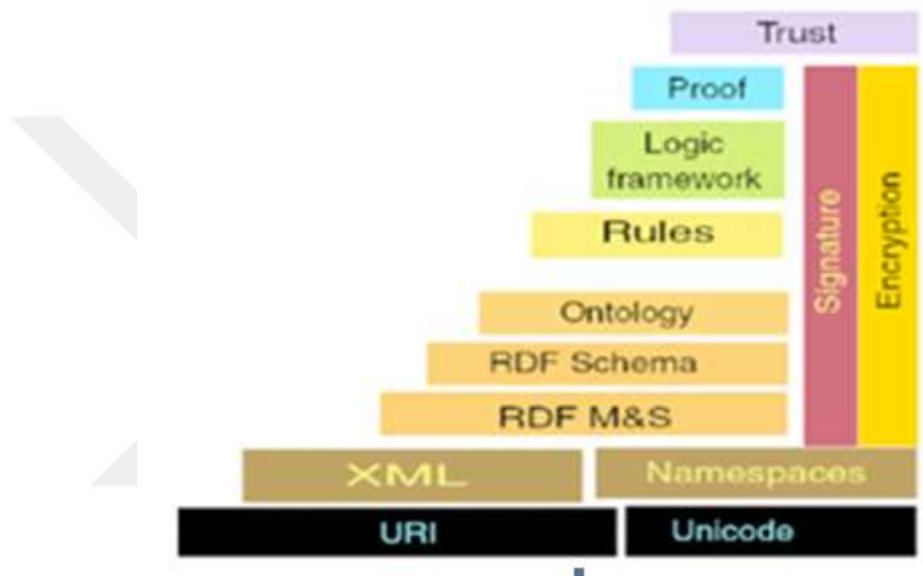 Trust
Proof
Logic
framework
Rules
Ontology
RDF Schema
RDF M&S
Signature
Encryption
XML
Namespaces
URI
Unicode